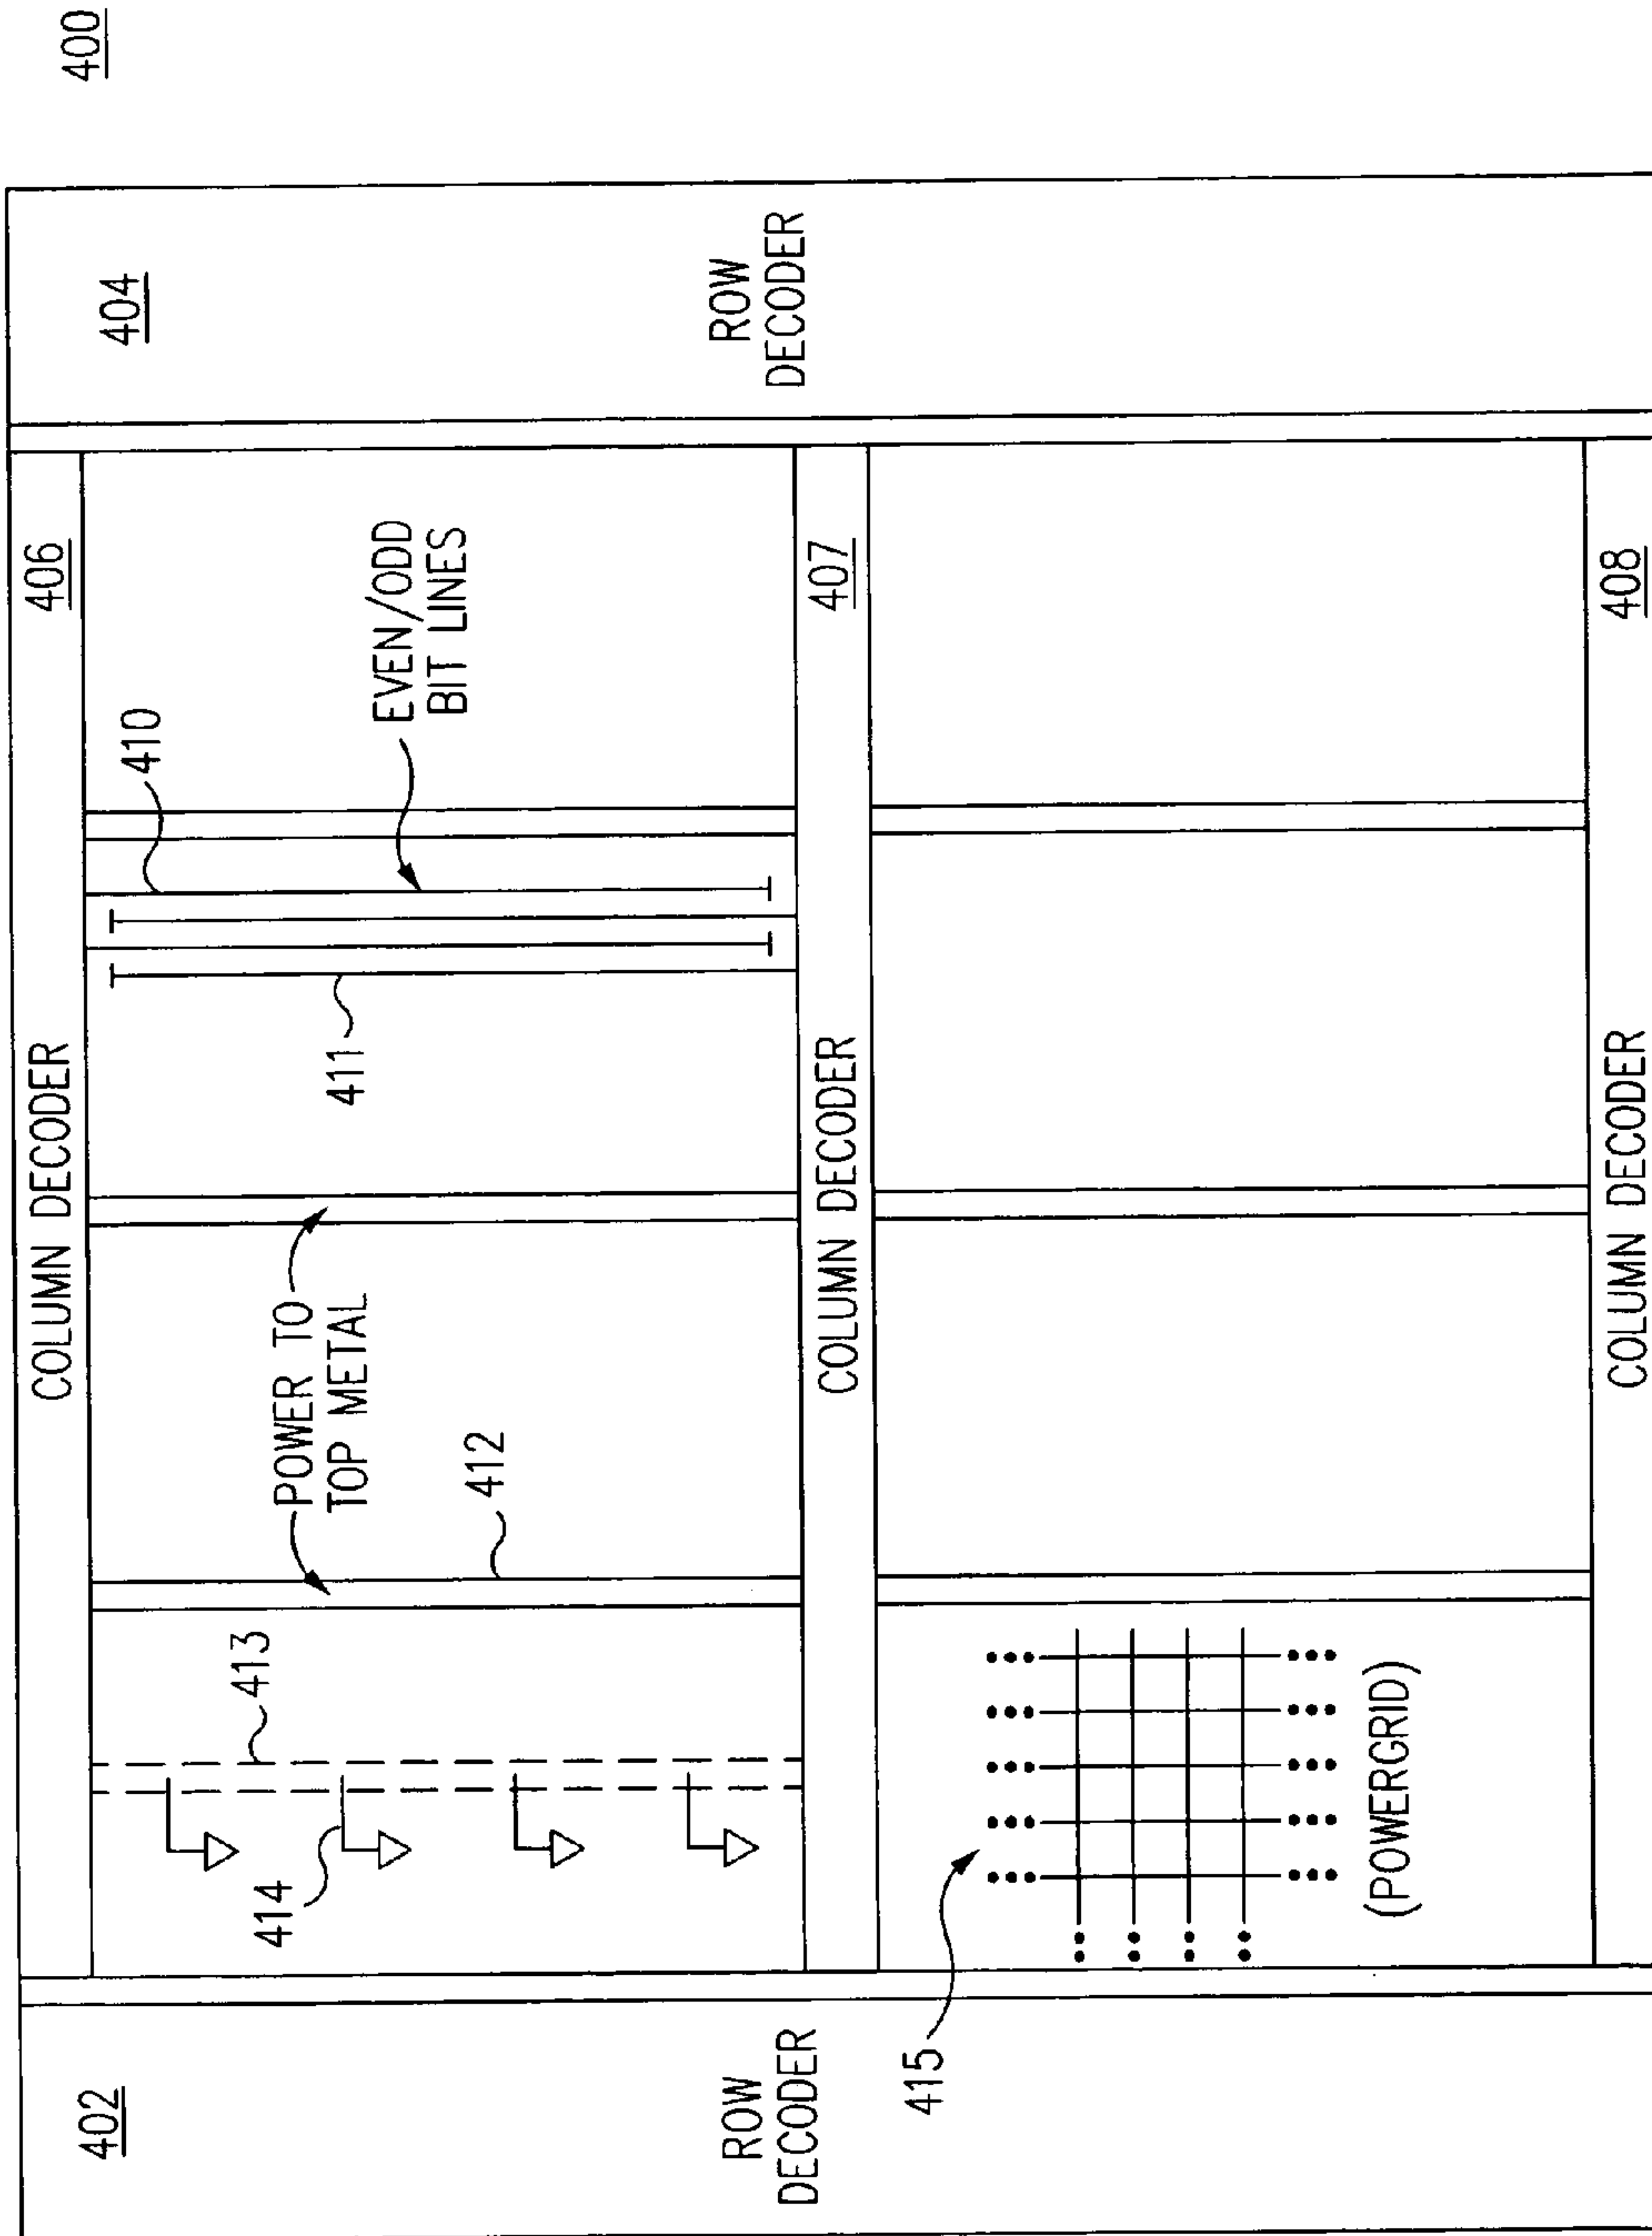 400
402
404
ROW
DECODER
ROW
DECODER
COLUMN DECODER
406
413
414
POWER TO
TOP METAL
412
411
410
EVEN/ODD
BIT LINES
COLUMN DECODER
407
415
(POWERGRID)
COLUMN DECODER
408